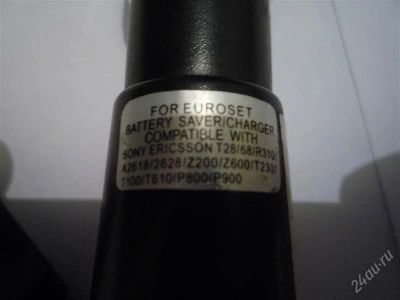 FOR EUROSET
BATTERY SAVER/CHARGER
COMPATIBLE WITH
SONY ERICSSON T28/68/R310/
A2618/2628/Z200/Z600/T230/
T100/T610/P800/P900
24au.ru